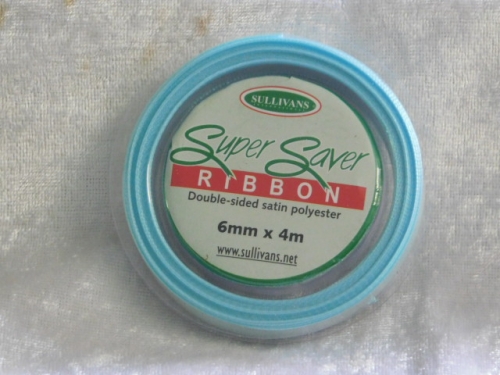 SULLIVANS
Super Saver
RIBBON
Double-sided satin polyester
6mm x 4m
www.sullivans.net